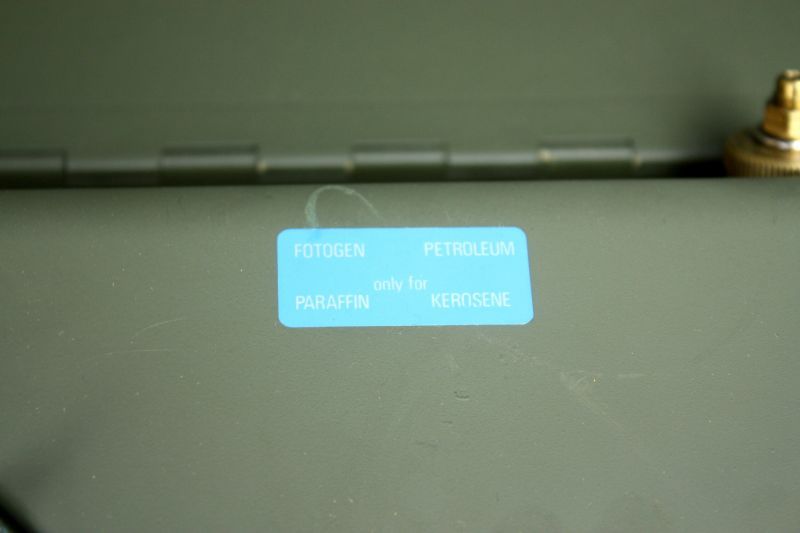 FOTOGEN PETROLEUM
only for
PARAFFIN KEROSENE